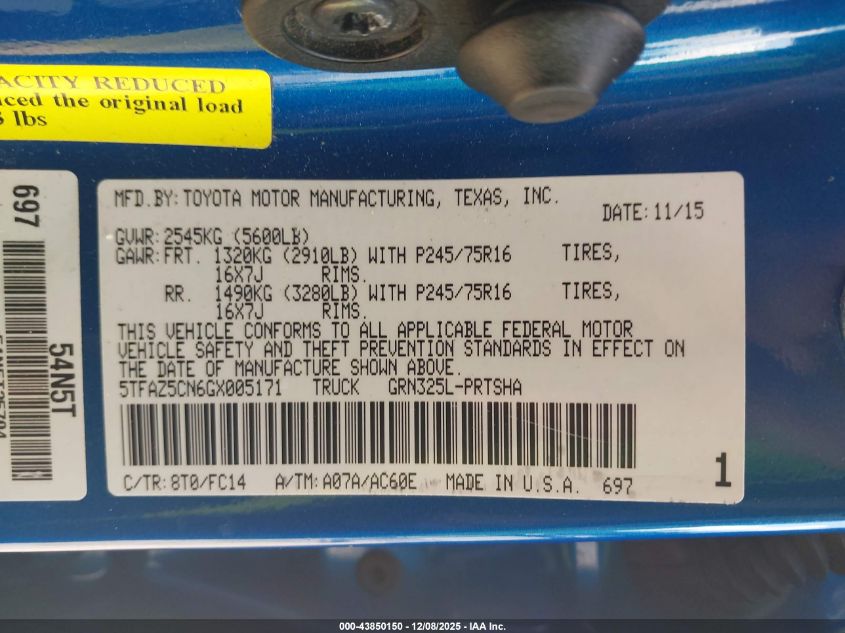 ACITY REDUCED
the original load
lbs
697
54N5T
MFD.BY: TOYOTA MOTOR MANUFACTURING, TEXAS, INC.
DATE: 11/15
GVWR: 2545KG (5600LB)
GAWR: FRT. 1320KG (2910LB) WITH P245/75R16 TIRES,
16X7J RIMS.
RR. 1490KG (3280LB) WITH P245/75R16 TIRES,
16X7J RIMS.
THIS VEHICLE CONFORMS TO ALL APPLICABLE FEDERAL MOTOR
VEHICLE SAFETY AND THEFT PREVENTION STANDARDS IN EFFECT ON
THE DATE OF MANUFACTURE SHOWN ABOVE.
5TFAZ5CN6GX005171 TRUCK GRN325L-PRTSHA
C/TR: 8T0/FC14 A/TM: A07A/AC60E MADE IN U.S.A. 697
1
000-43850150 - 12/08/2025 - IAA Inc.